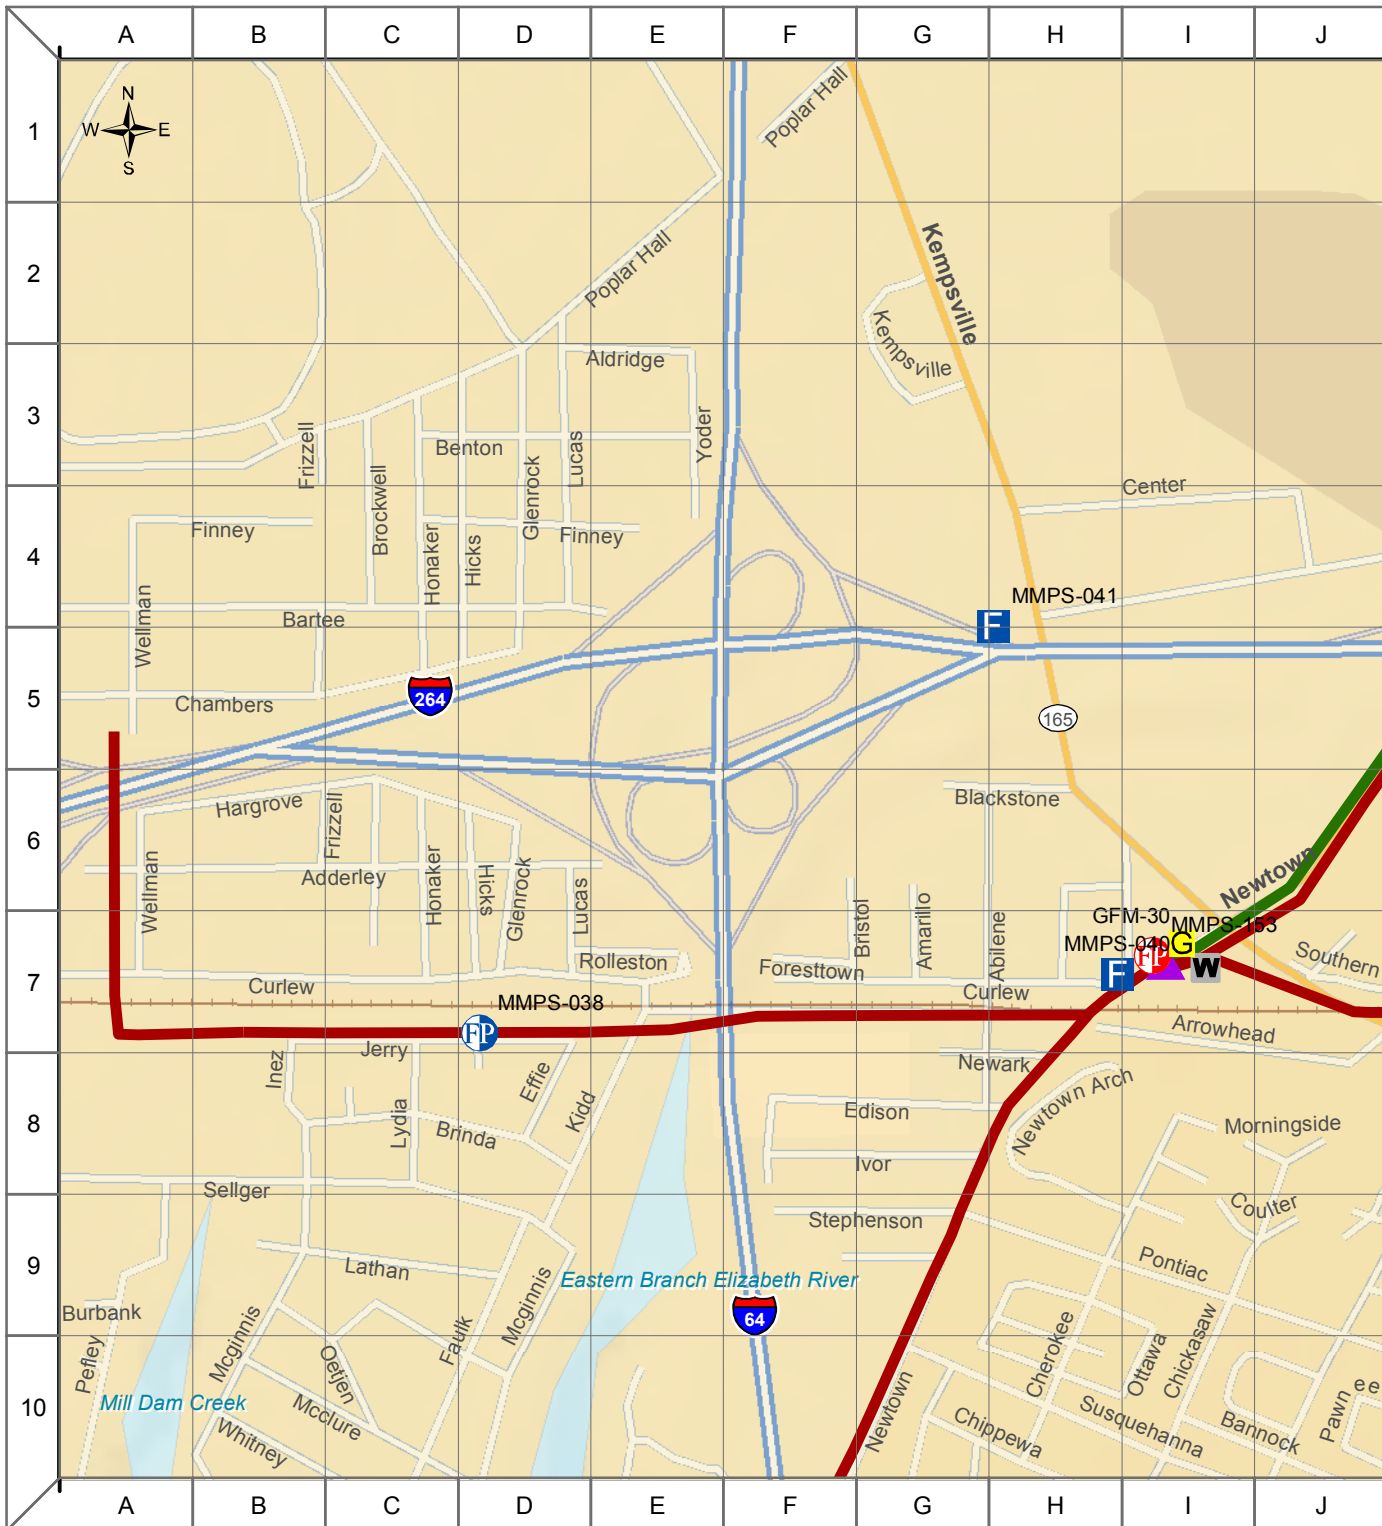 A B C D E F G H I J
N
W E
S
1
Poplar Hall
2
Poplar Hall
Kempsville
Kempsville
Aldridge
3
Frizzell
Brockwell
Benton
Glenrock
Lucas
Yoder
Center
4
Finney
Honaker
Hicks
Finney
Wellman
Bartee
MMPS-041
F
5
Chambers
264
165
Hargrove
Frizzell
Blackstone
6
Wellman
Adderley
Honaker
Hicks
Glenrock
Lucas
Newtown
Bristol
Amarillo
Abilene
GFM-30
MMPS-153
MMPS-040
FP
G
W
F
7
Rolleston
Foresttown
Southern
Curlew
Curlew
MMPS-038
FP
Arrowhead
Jerry
Inez
Effie
Kidd
Newark
Newtown Arch
8
Lydia
Brinda
Edison
Morningside
Ivor
Sellger
Coulter
Stephenson
9
Lathan
Eastern Branch Elizabeth River
Pontiac
Burbank
64
Mcginnis
Faulk
Mcginnis
Cherokee
Ottawa
Chickasaw
Pefley
Oetjen
10
Mill Dam Creek
Mcclure
Whitney
Newtown
Chippewa
Susquehanna
Bannock
Pawn
ee
A B C D E F G H I J